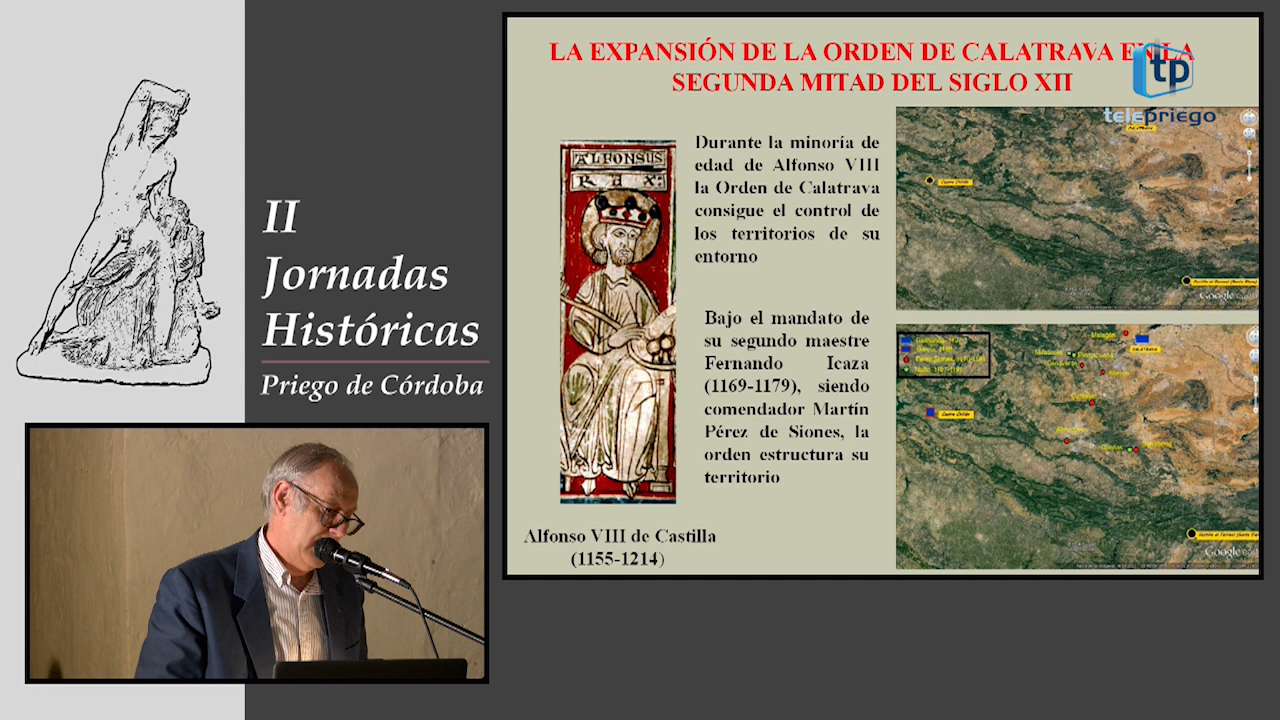 II
Jornadas
Históricas
Priego de Córdoba
LA EXPANSIÓN DE LA ORDEN DE CALATRAVA EN LA
SEGUNDA MITAD DEL SIGLO XII
tp
telepriego
ALFONSUS
RAX:
Durante la minoría de
edad de Alfonso VIII
la Orden de Calatrava
consigue el control de
los territorios de su
entorno
Bajo el mandato de
su segundo maestre
Fernando Icaza
(1169-1179), siendo
comendador Martín
Pérez de Siones, la
orden estructura su
territorio
Alfonso VIII de Castilla
(1155-1214)
Google earth
Malagón
CALATRAVA
Google